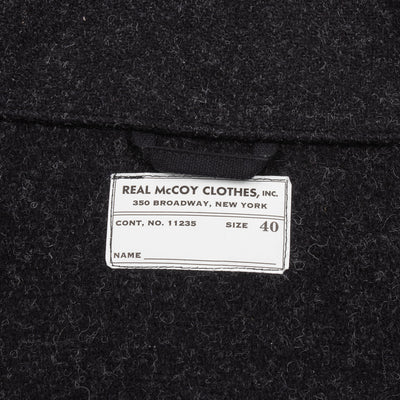 REAL McCOY CLOTHES, INC.
350 BROADWAY, NEW YORK
CONT, NO. 11235 SIZE 40
NAME